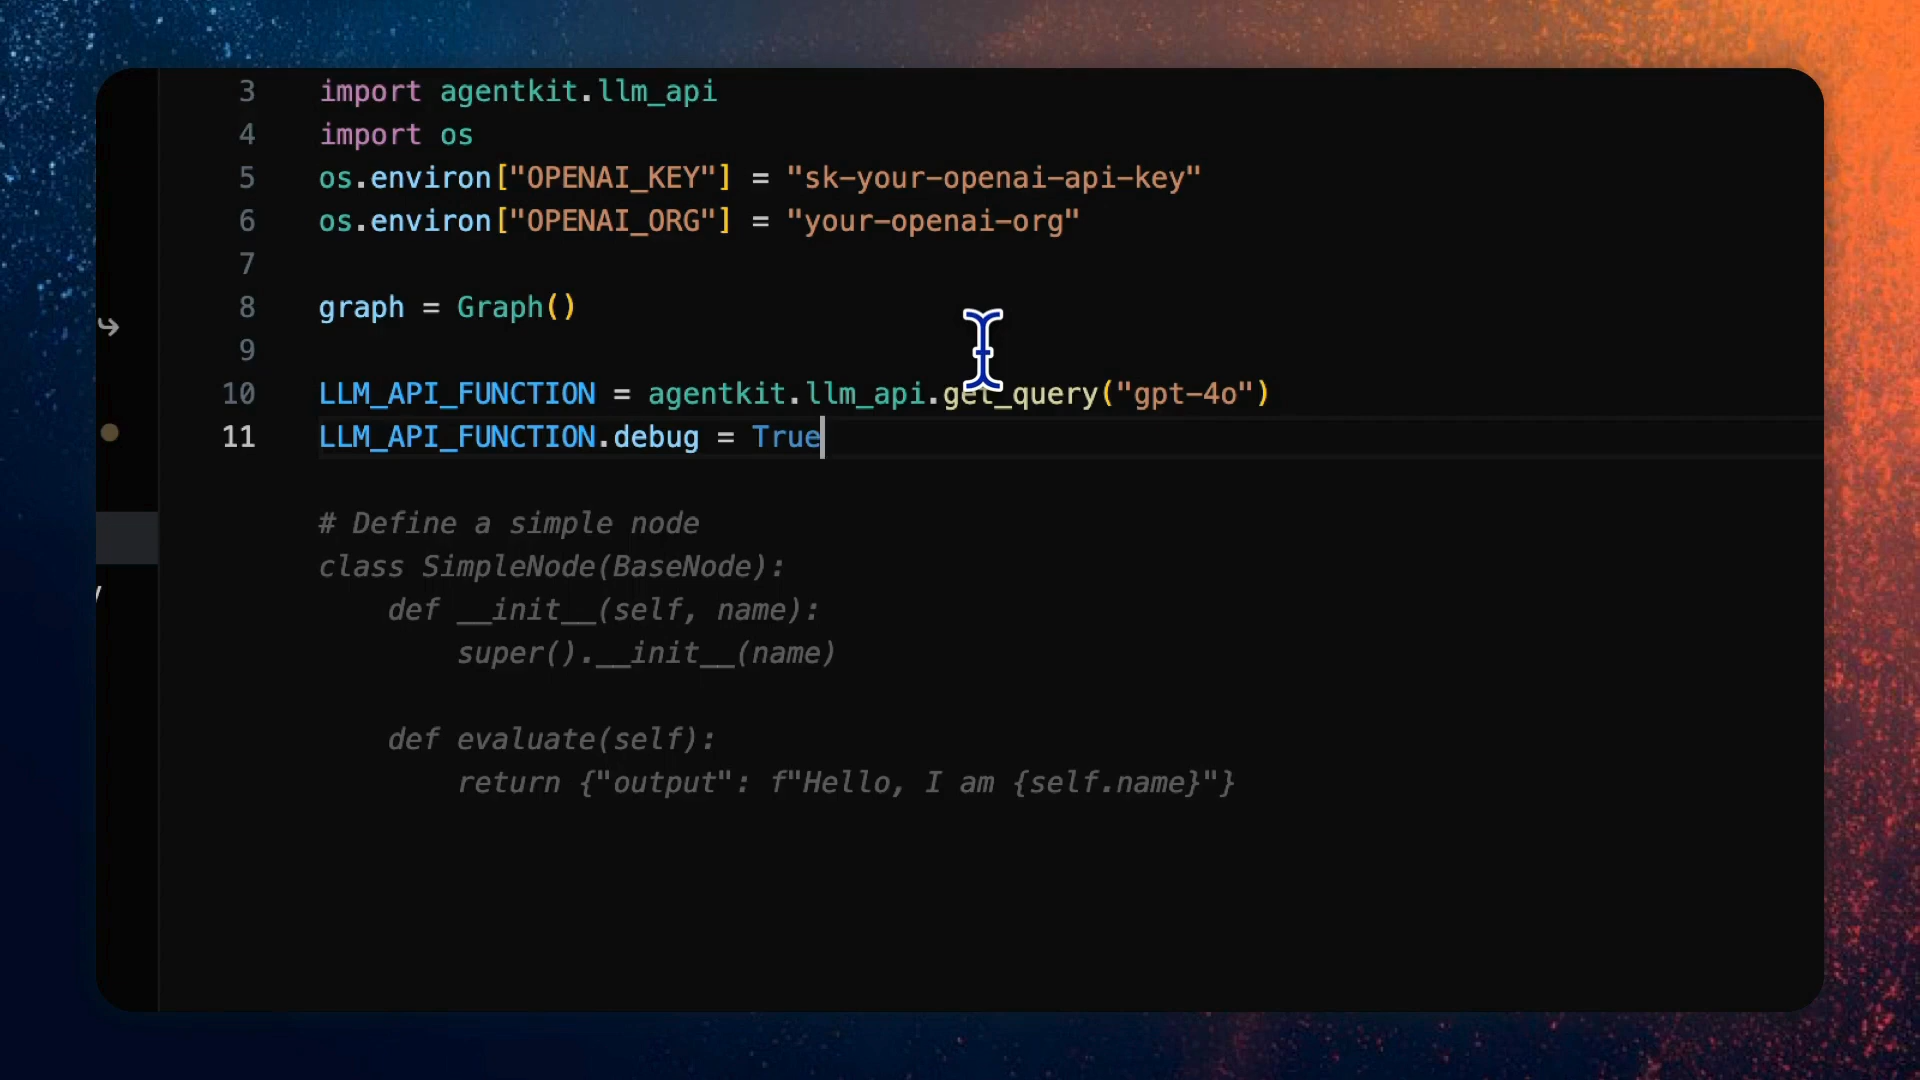 3 import agentkit.llm_api
4 import os
5 os.environ["OPENAI_KEY"] = "sk-your-openai-api-key"
6 os.environ["OPENAI_ORG"] = "your-openai-org"
7
8 graph = Graph()
9
10 LLM_API_FUNCTION = agentkit.llm_api.get_query("gpt-4o")
11 LLM_API_FUNCTION.debug = True
# Define a simple node
class SimpleNode(BaseNode):
    def __init__(self, name):
        super().__init__(name)
    def evaluate(self):
        return {"output": f"Hello, I am {self.name}"}